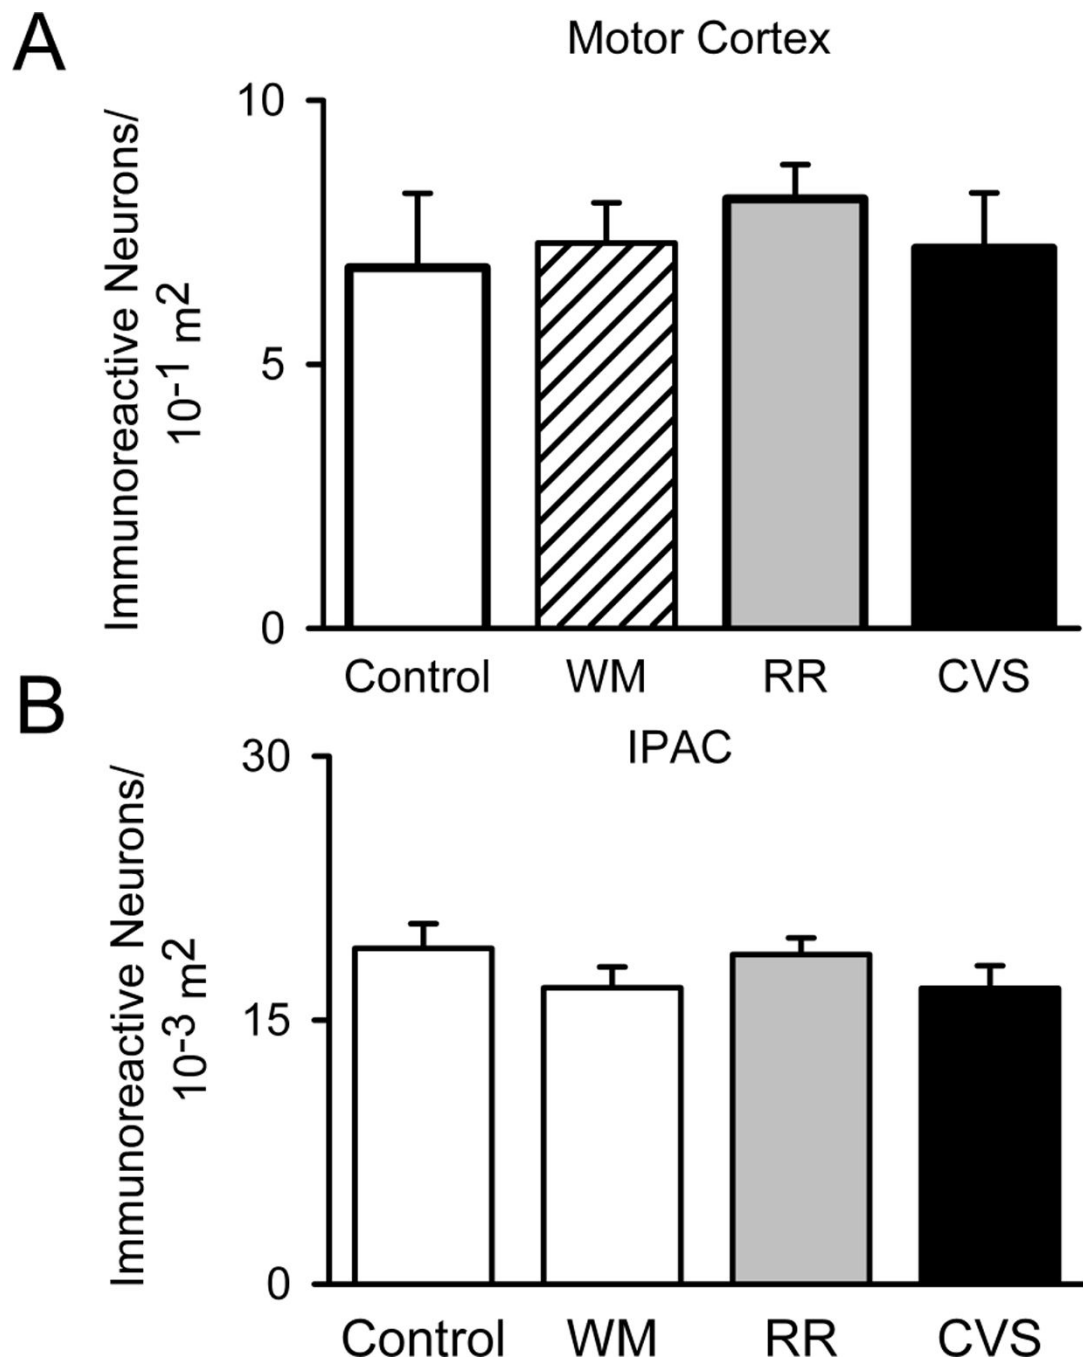 A
Motor Cortex
Immunoreactive Neurons/
10-1 m2
10
5
0
Control WM RR CVS
B
IPAC
Immunoreactive Neurons/
10-3 m2
30
15
0
Control WM RR CVS